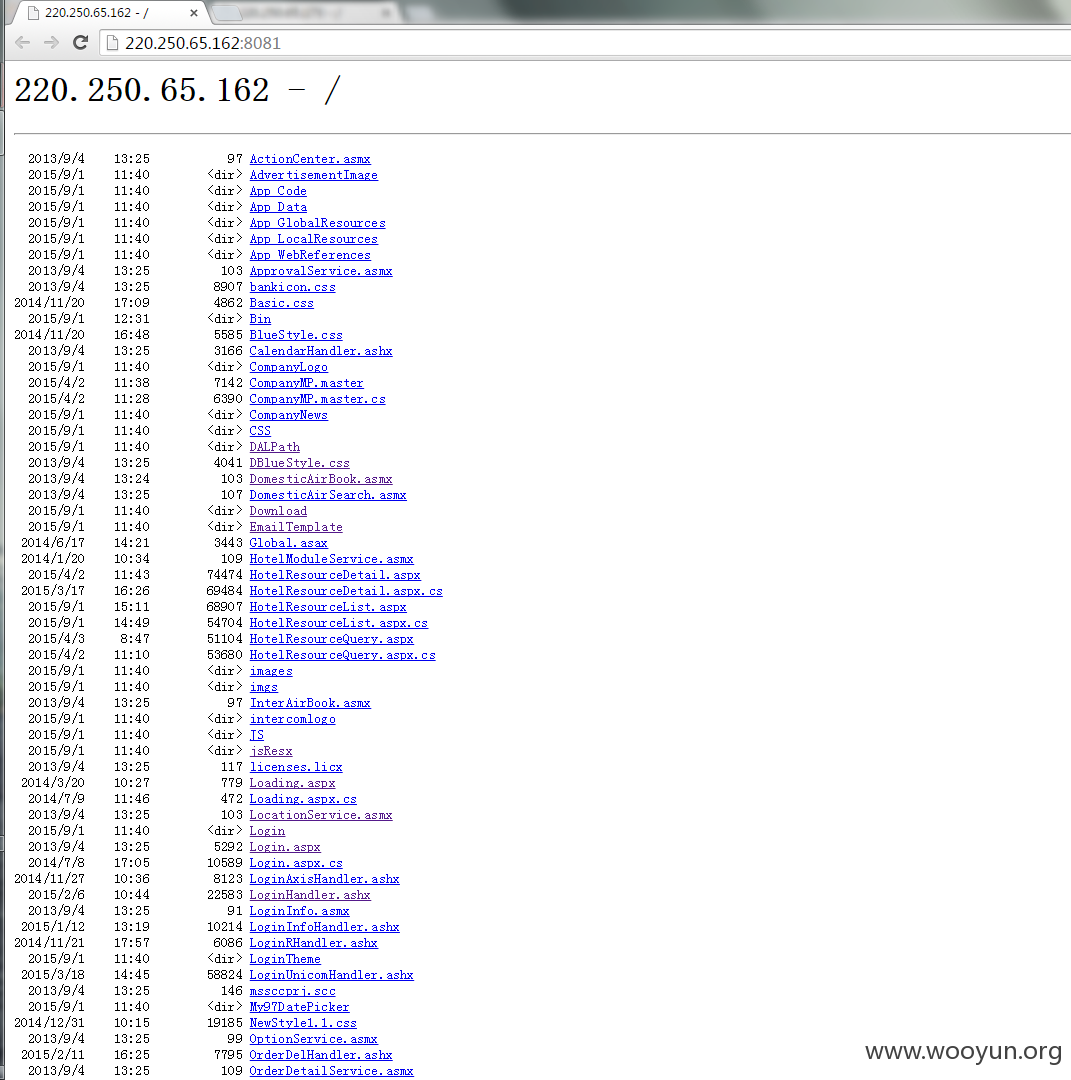 220.250.65.162 - /
220.250.65.162:8081
220.250.65.162 - /
2013/9/4 13:25 97 ActionCenter.asmx
2015/9/1 11:40 <dir> AdvertisementImage
2015/9/1 11:40 <dir> App_Code
2015/9/1 11:40 <dir> App_Data
2015/9/1 11:40 <dir> App_GlobalResources
2015/9/1 11:40 <dir> App_LocalResources
2015/9/1 11:40 <dir> App_WebReferences
2013/9/4 13:25 103 ApprovalService.asmx
2013/9/4 13:25 8907 bankicon.css
2014/11/20 17:09 4862 Basic.css
2015/9/1 12:31 <dir> Bin
2014/11/20 16:48 5585 BlueStyle.css
2013/9/4 13:25 3166 CalendarHandler.ashx
2015/9/1 11:40 <dir> CompanyLogo
2015/4/2 11:38 7142 CompanyMP.master
2015/4/2 11:28 6390 CompanyMP.master.cs
2015/9/1 11:40 <dir> CompanyNews
2015/9/1 11:40 <dir> CSS
2015/9/1 11:40 <dir> DALPath
2013/9/4 13:25 4041 DBlueStyle.css
2013/9/4 13:24 103 DomesticAirBook.asmx
2013/9/4 13:25 107 DomesticAirSearch.asmx
2015/9/1 11:40 <dir> Download
2015/9/1 11:40 <dir> EmailTemplate
2014/6/17 14:21 3443 Global.asax
2014/1/20 10:34 109 HotelModuleService.asmx
2015/4/2 11:43 74474 HotelResourceDetail.aspx
2015/3/17 16:26 69484 HotelResourceDetail.aspx.cs
2015/9/1 15:11 68907 HotelResourceList.aspx
2015/9/1 14:49 54704 HotelResourceList.aspx.cs
2015/4/3 8:47 51104 HotelResourceQuery.aspx
2015/4/2 11:10 53680 HotelResourceQuery.aspx.cs
2015/9/1 11:40 <dir> images
2015/9/1 11:40 <dir> imgs
2013/9/4 13:25 97 InterAirBook.asmx
2015/9/1 11:40 <dir> intercomlogo
2015/9/1 11:40 <dir> JS
2015/9/1 11:40 <dir> jsResx
2013/9/4 13:25 117 licenses.licx
2014/3/20 10:27 779 Loading.aspx
2014/7/9 11:46 472 Loading.aspx.cs
2013/9/4 13:25 103 LocationService.asmx
2015/9/1 11:40 <dir> Login
2013/9/4 13:25 5292 Login.aspx
2014/7/8 17:05 10589 Login.aspx.cs
2014/11/27 10:36 8123 LoginAxisHandler.ashx
2015/2/6 10:44 22583 LoginHandler.ashx
2013/9/4 13:25 91 LoginInfo.asmx
2015/1/12 13:19 10214 LoginInfoHandler.ashx
2014/11/21 17:57 6086 LoginRHandler.ashx
2015/9/1 11:40 <dir> LoginTheme
2015/3/18 14:45 58824 LoginUnicomHandler.ashx
2013/9/4 13:25 146 mssccprj.scc
2015/9/1 11:40 <dir> My97DatePicker
2014/12/31 10:15 19185 NewStyle1.1.css
2013/9/4 13:25 99 OptionService.asmx
2015/2/11 16:25 7795 OrderDelHandler.ashx
2013/9/4 13:25 109 OrderDetailService.asmx
www.wooyun.org